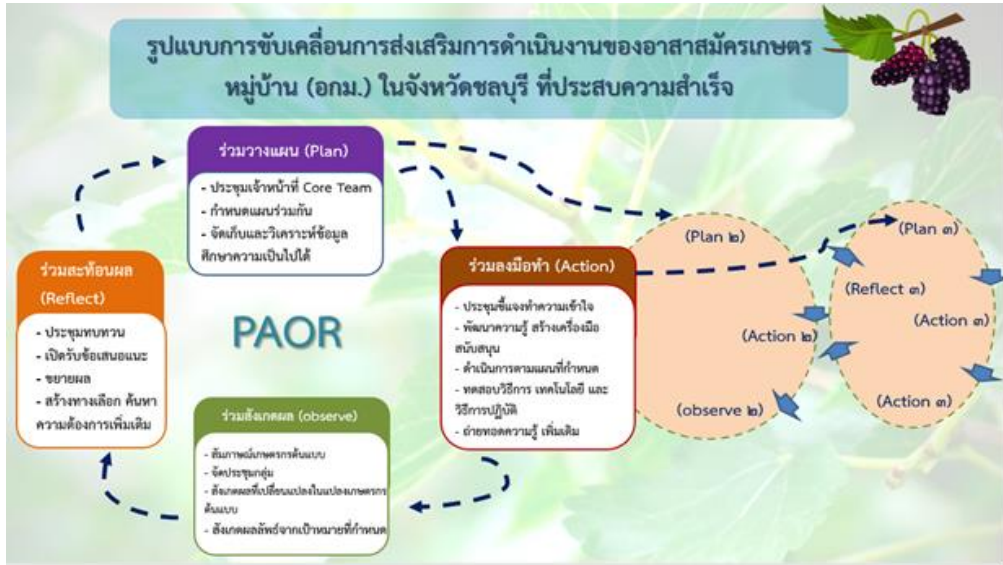 รูปแบบการขับเคลื่อนการส่งเสริมการดำเนินงานของอาสาสมัครเกษตร
หมู่บ้าน (อกม.) ในจังหวัดชลบุรี ที่ประสบความสำเร็จ
ร่วมวางแผน (Plan)
- ประชุมเจ้าหน้าที่ Core Team
- กำหนดแผนร่วมกัน
- จัดเก็บและวิเคราะห์ข้อมูล
ศึกษาความเป็นไปได้
ร่วมลงมือทำ (Action)
- ประชุมชี้แจงทำความเข้าใจ
- พัฒนาความรู้ สร้างเครื่องมือ
สนับสนุน
- ดำเนินการตามแผนที่กำหนด
- ทดสอบวิธีการ เทคโนโลยี และ
วิธีการปฏิบัติ
- ถ่ายทอดความรู้ เพิ่มเติม
ร่วมสังเกตผล (observe)
- สัมภาษณ์เกษตรกรต้นแบบ
- จัดประชุมกลุ่ม
- สังเกตผลที่เปลี่ยนแปลงในแปลงเกษตรกร
ต้นแบบ
- สังเกตผลลัพธ์จากเป้าหมายที่กำหนด
ร่วมสะท้อนผล
(Reflect)
- ประชุมทบทวน
- เปิดรับข้อเสนอแนะ
- ขยายผล
- สร้างทางเลือก ค้นหา
ความต้องการเพิ่มเติม
PAOR
(Plan ๒)
(Action ๒)
(observe ๒)
(Plan ๓)
(Reflect ๓)
(Action ๓)
(Action ๓)